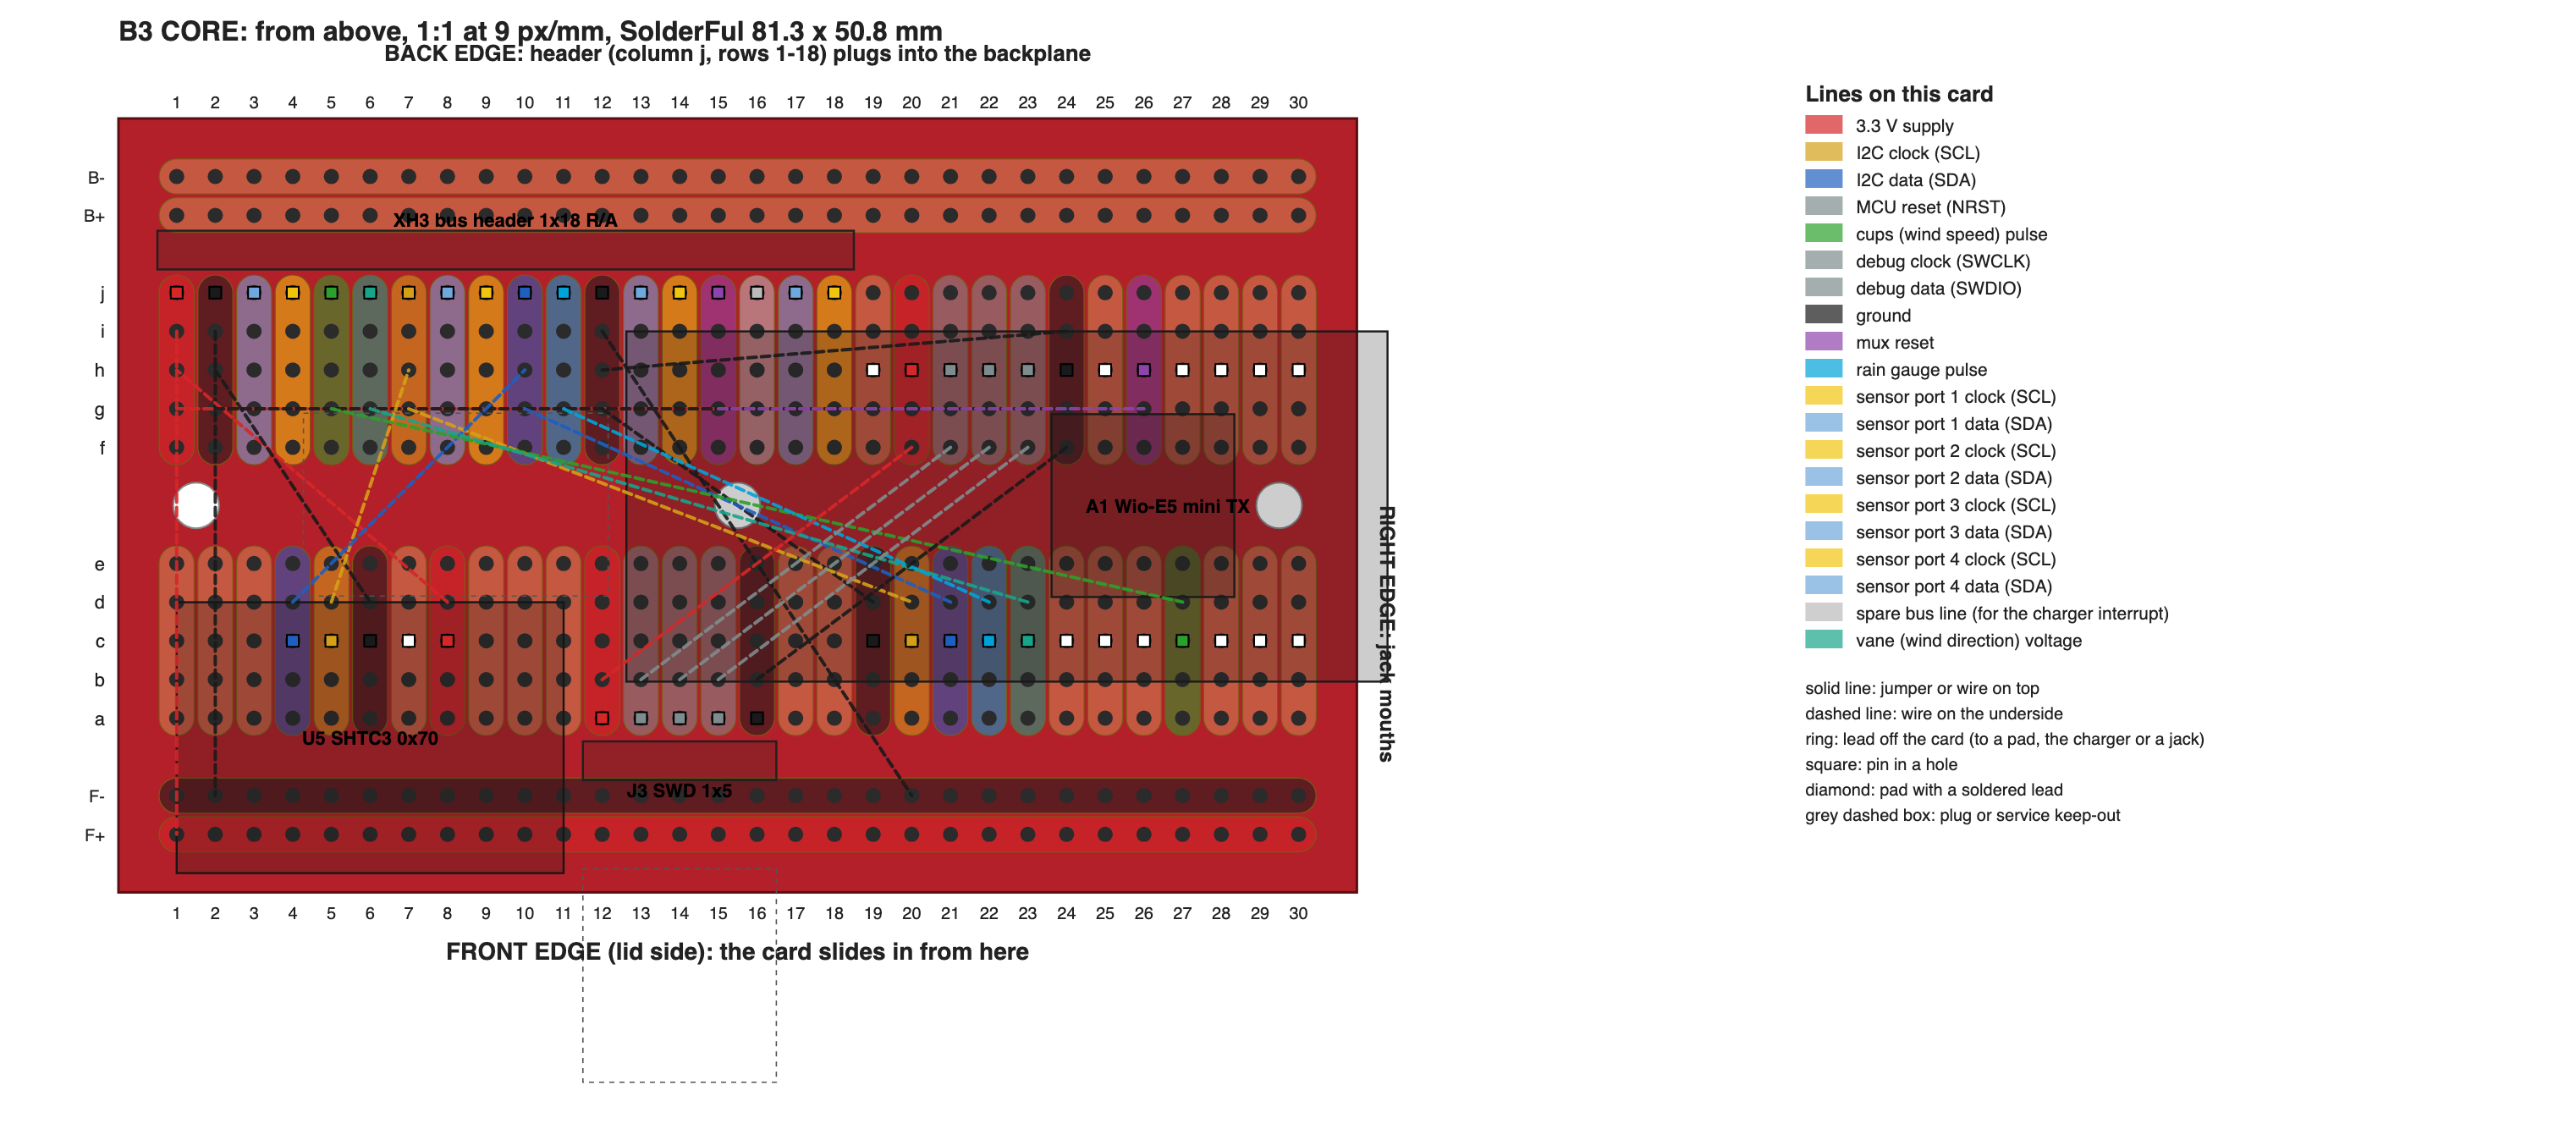 B3 CORE: from above, 1:1 at 9 px/mm, SolderFul 81.3 x 50.8 mm
BACK EDGE: header (column j, rows 1-18) plugs into the backplane
1 2 3 4 5 6 7 8 9 10 11 12 13 14 15 16 17 18 19 20 21 22 23 24 25 26 27 28 29 30
B-
B+
XH3 bus header 1x18 R/A
j
i
h
g
f
A1 Wio-E5 mini TX
RIGHT EDGE: jack mouths
e
d
c
b
a
U5 SHTC3 0x70
J3 SWD 1x5
F-
F+
1 2 3 4 5 6 7 8 9 10 11 12 13 14 15 16 17 18 19 20 21 22 23 24 25 26 27 28 29 30
FRONT EDGE (lid side): the card slides in from here
Lines on this card
3.3 V supply
I2C clock (SCL)
I2C data (SDA)
MCU reset (NRST)
cups (wind speed) pulse
debug clock (SWCLK)
debug data (SWDIO)
ground
mux reset
rain gauge pulse
sensor port 1 clock (SCL)
sensor port 1 data (SDA)
sensor port 2 clock (SCL)
sensor port 2 data (SDA)
sensor port 3 clock (SCL)
sensor port 3 data (SDA)
sensor port 4 clock (SCL)
sensor port 4 data (SDA)
spare bus line (for the charger interrupt)
vane (wind direction) voltage
solid line: jumper or wire on top
dashed line: wire on the underside
ring: lead off the card (to a pad, the charger or a jack)
square: pin in a hole
diamond: pad with a soldered lead
grey dashed box: plug or service keep-out